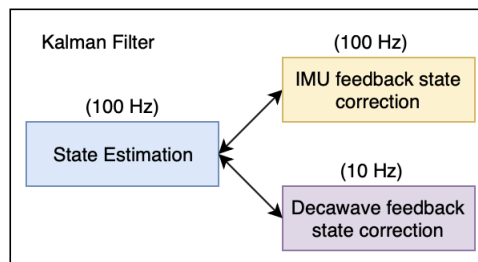 Kalman Filter
(100 Hz)
IMU feedback state
correction
(100 Hz)
State Estimation
(10 Hz)
Decawave feedback
state correction